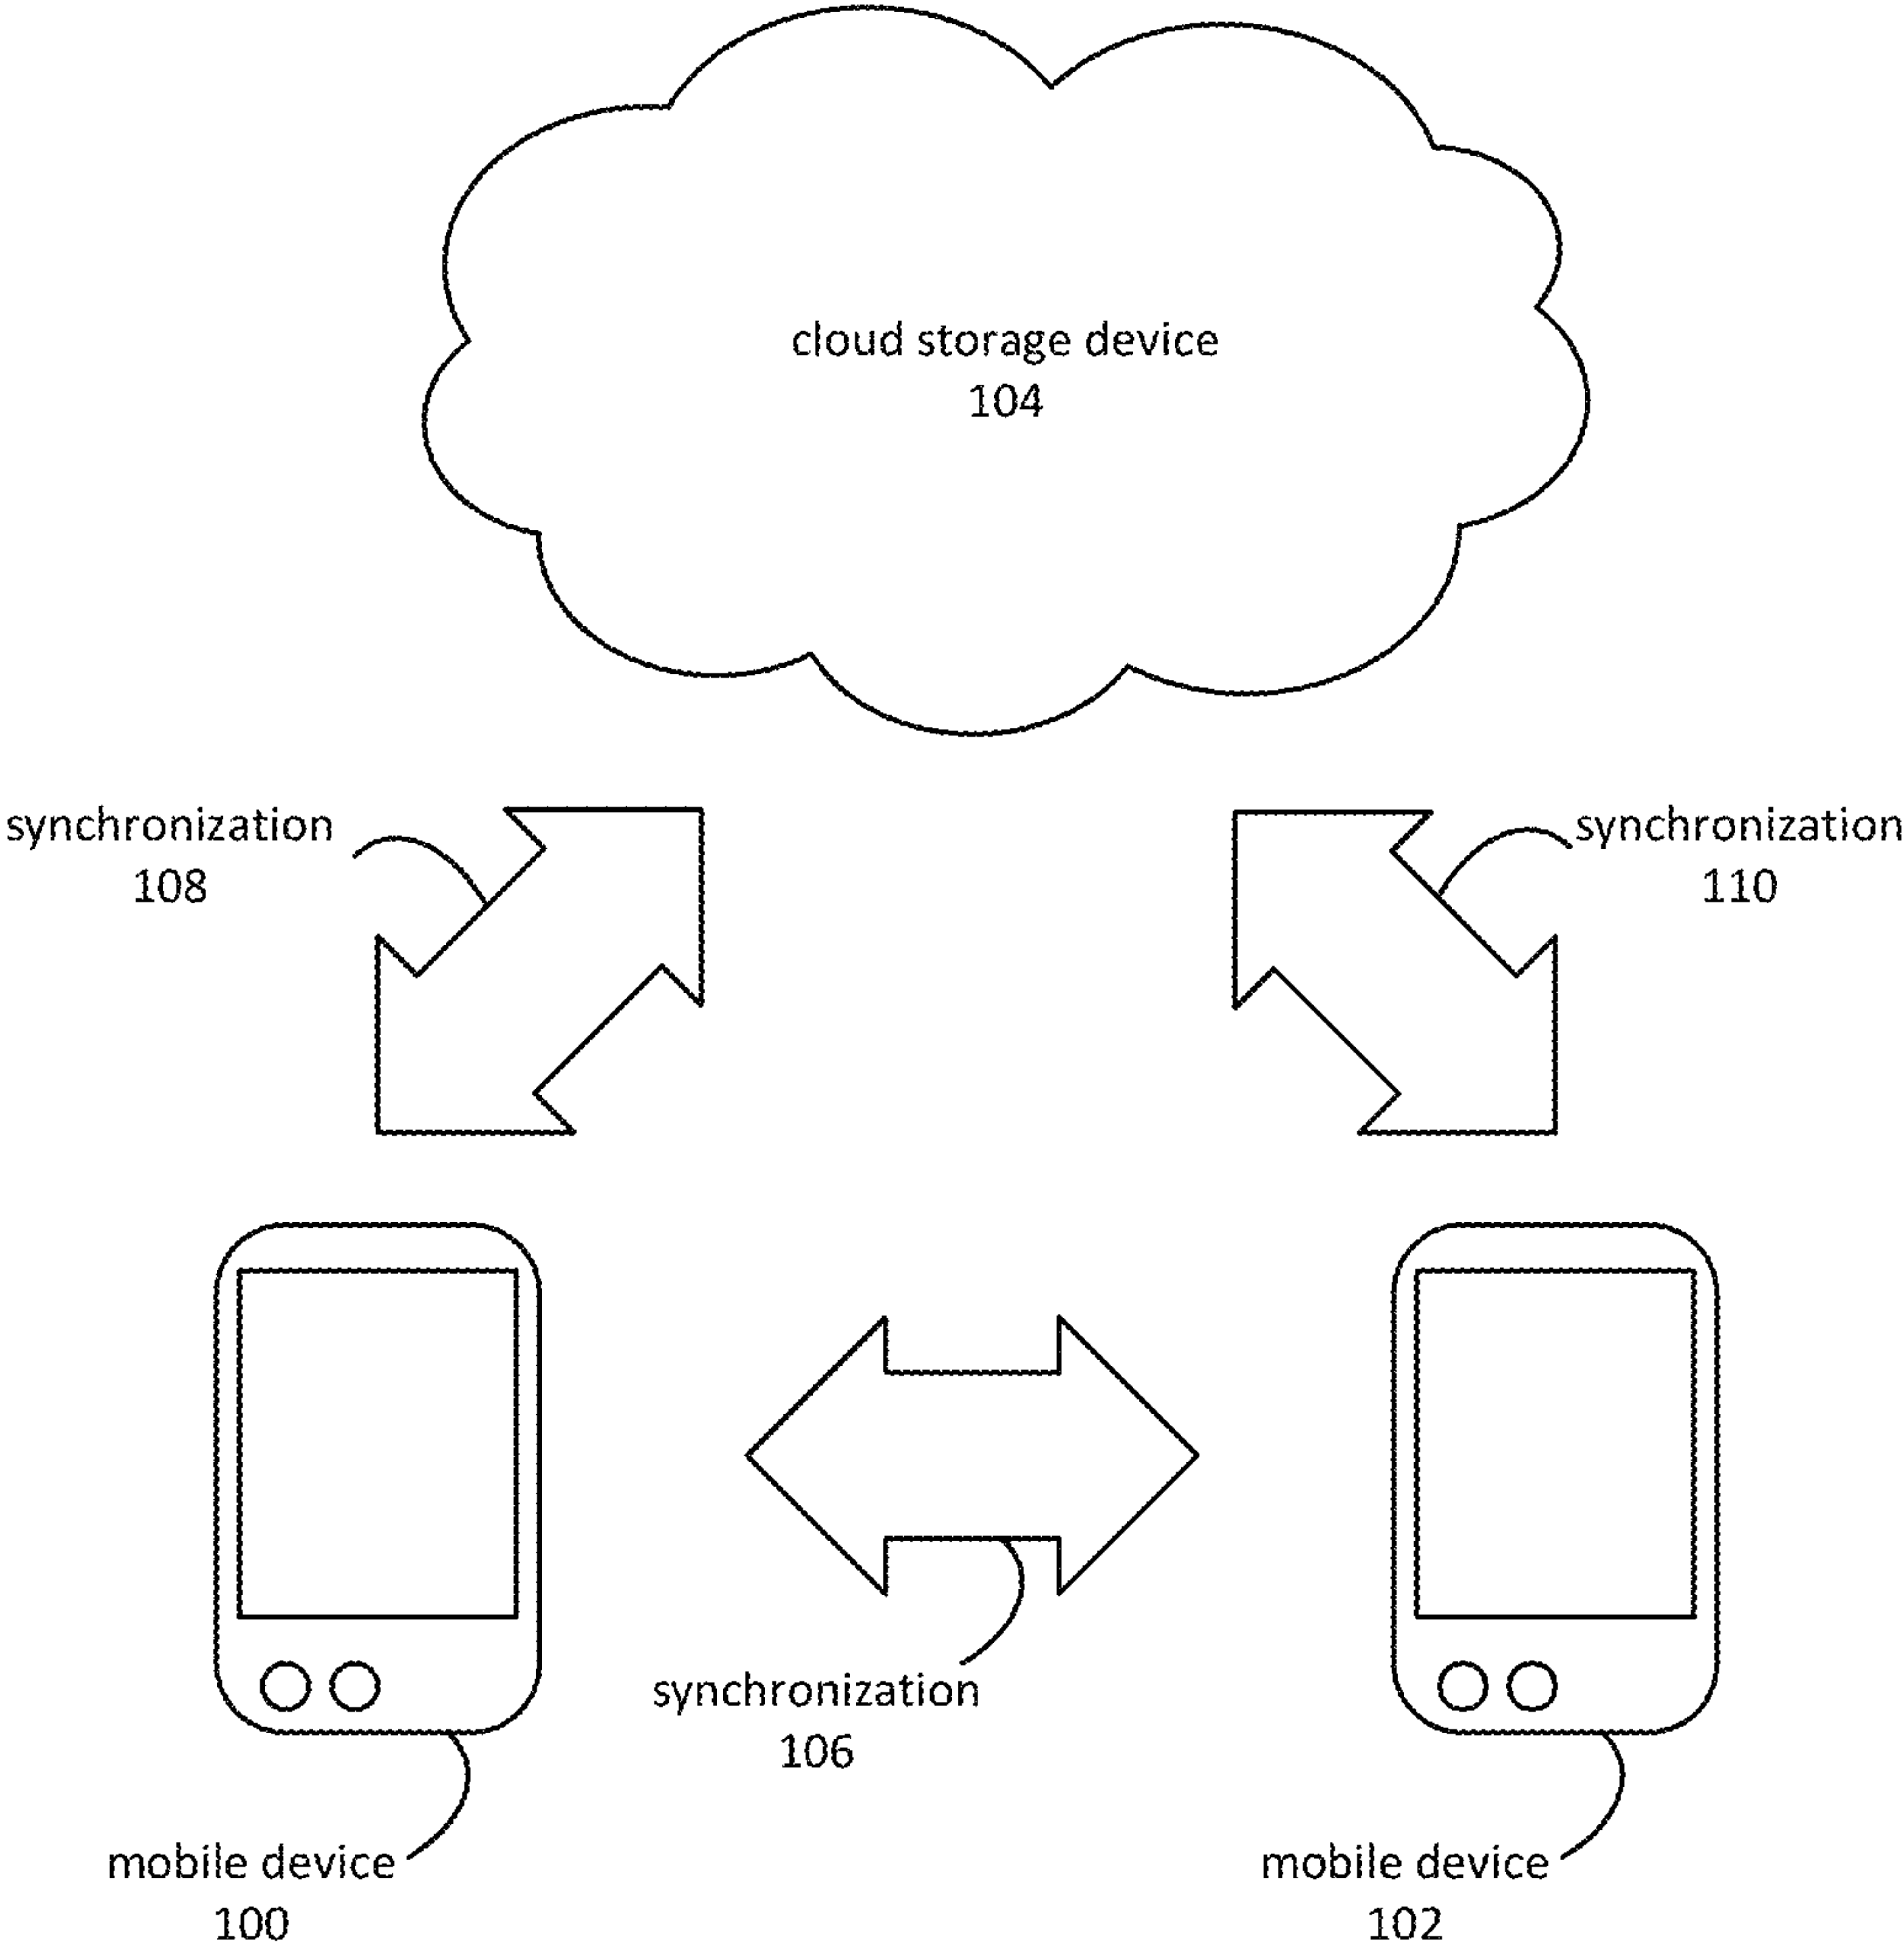 cloud storage device
104
synchronization
108
synchronization
110
synchronization
106
mobile device
100
mobile device
102